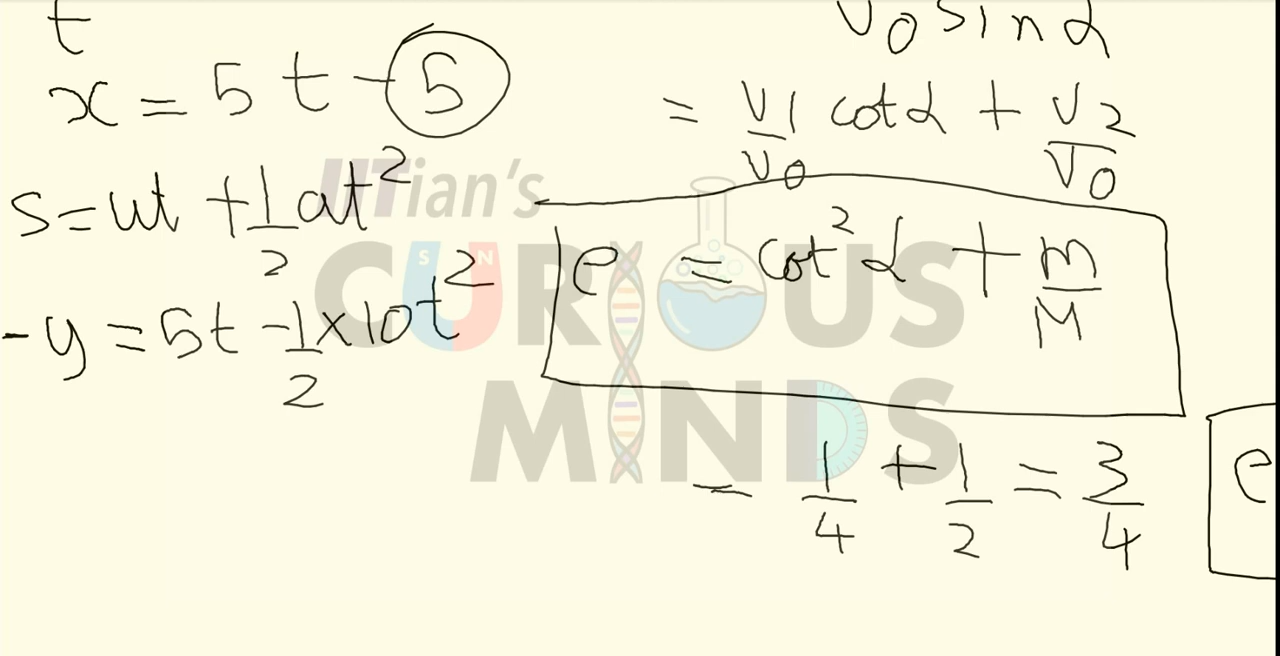 t
x = 5t - 5
s = ut + 1/2 at²
-y = 5t - 1/2 × 10t²
v₀ sin α
= v1/v₀ cot α + v2/v₀
e = cot² α + m/M
= 1/4 + 1/2 = 3/4
e
IITian's
CURIOUS
S N
MINDS